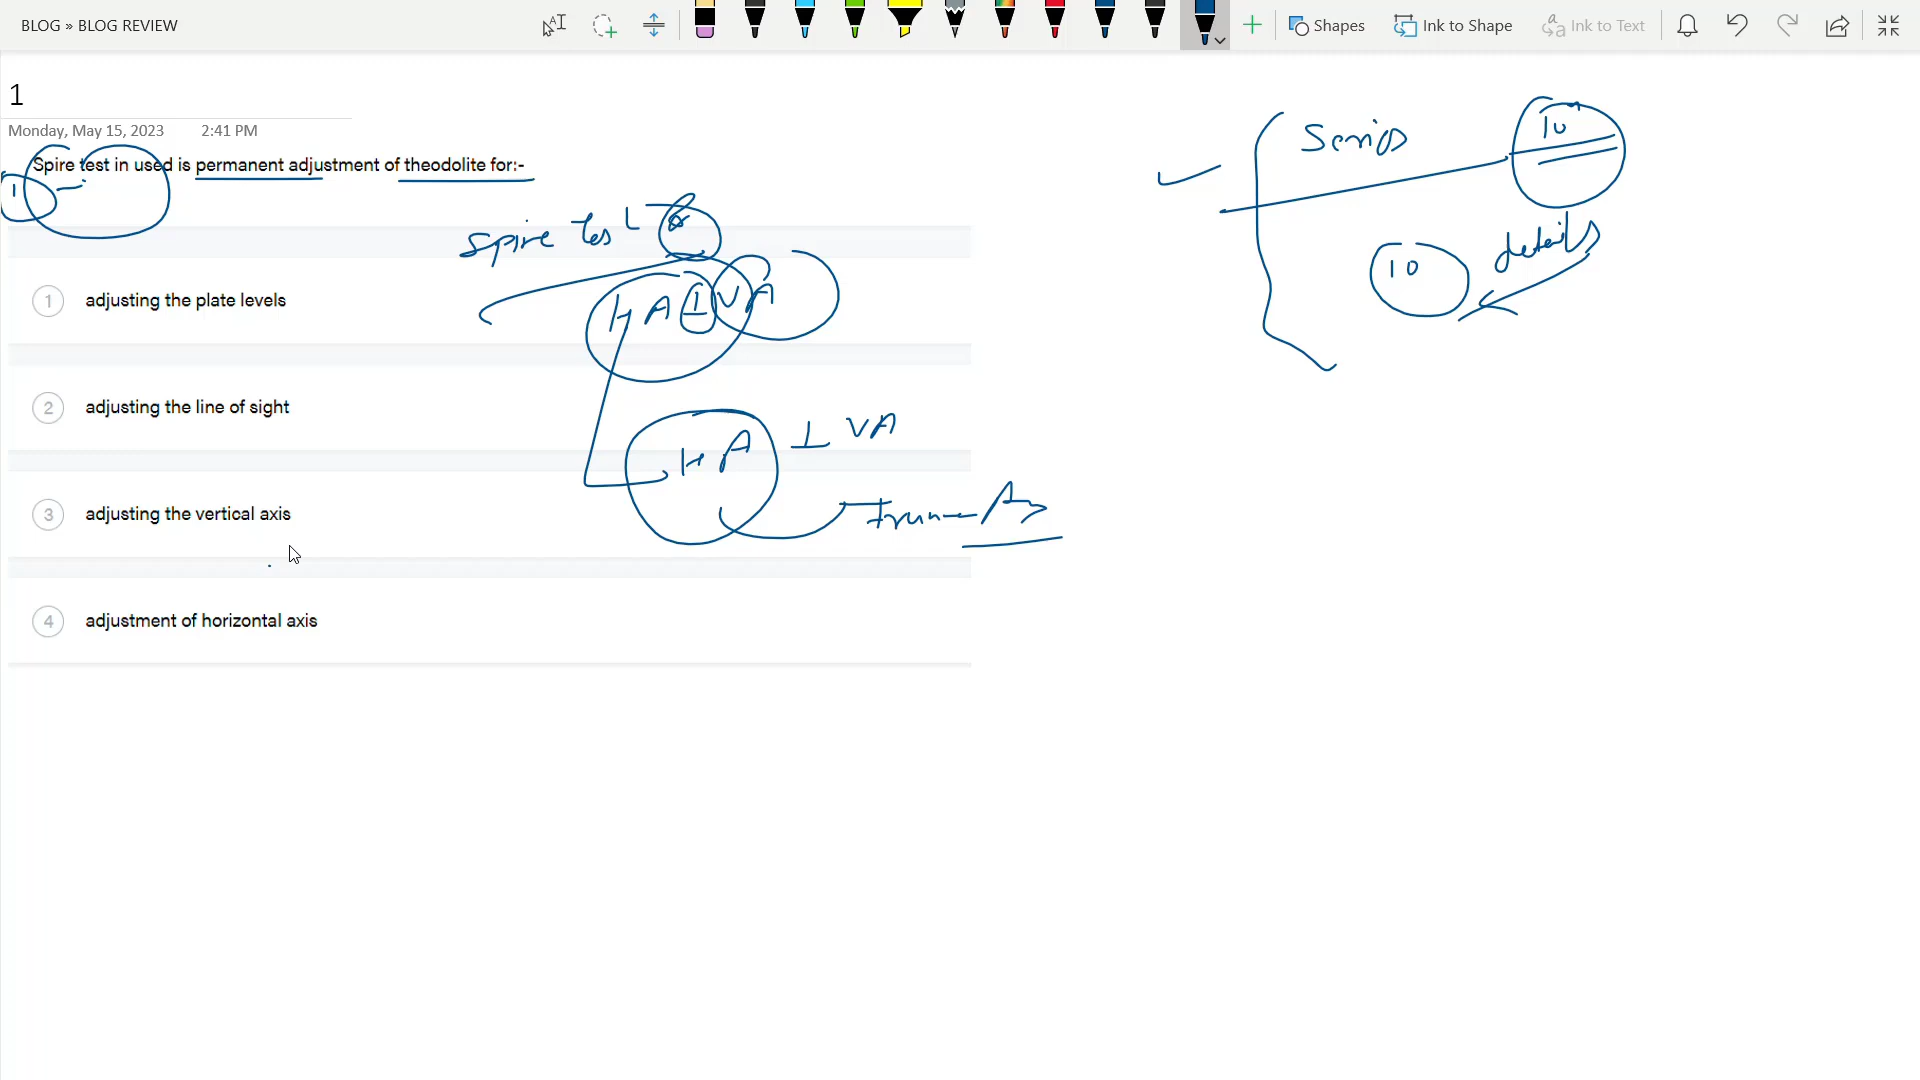 BLOG » BLOG REVIEW
Shapes
Ink to Shape
Ink to Text
1
Monday, May 15, 2023 2:41 PM
Spire test in used is permanent adjustment of theodolite for:-
1
Series 10
details
10
Spire test
HA ⊥ VA
1 adjusting the plate levels
2 adjusting the line of sight
HA ⊥ VA
3 adjusting the vertical axis
4 adjustment of horizontal axis